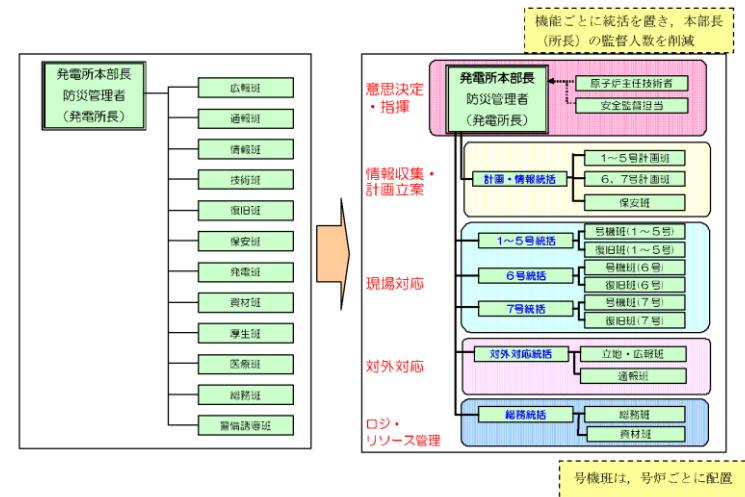 機能ごとに統括を置き，本部長
（所長）の監督人数を削減
発電所本部長
防災管理者
（発電所長）
広報班
通報班
情報班
技術班
復旧班
保安班
発電班
資材班
厚生班
医療班
総務班
警備誘導班
意思決定
・指揮
発電所本部長
防災管理者
（発電所長）
原子炉主任技術者
安全監督担当
情報収集・
計画立案
計画・情報統括
1～5号計画班
6．7号計画班
保安班
現場対応
1～5号統括
号機班(1～5号)
復旧班(1～5号)
6号統括
号機班(6号)
復旧班(6号)
7号統括
号機班(7号)
復旧班(7号)
対外対応
対外対応統括
立地・広報班
通報班
ロジ・
リソース管理
総務統括
総務班
資材班
号機班は，号炉ごとに配置